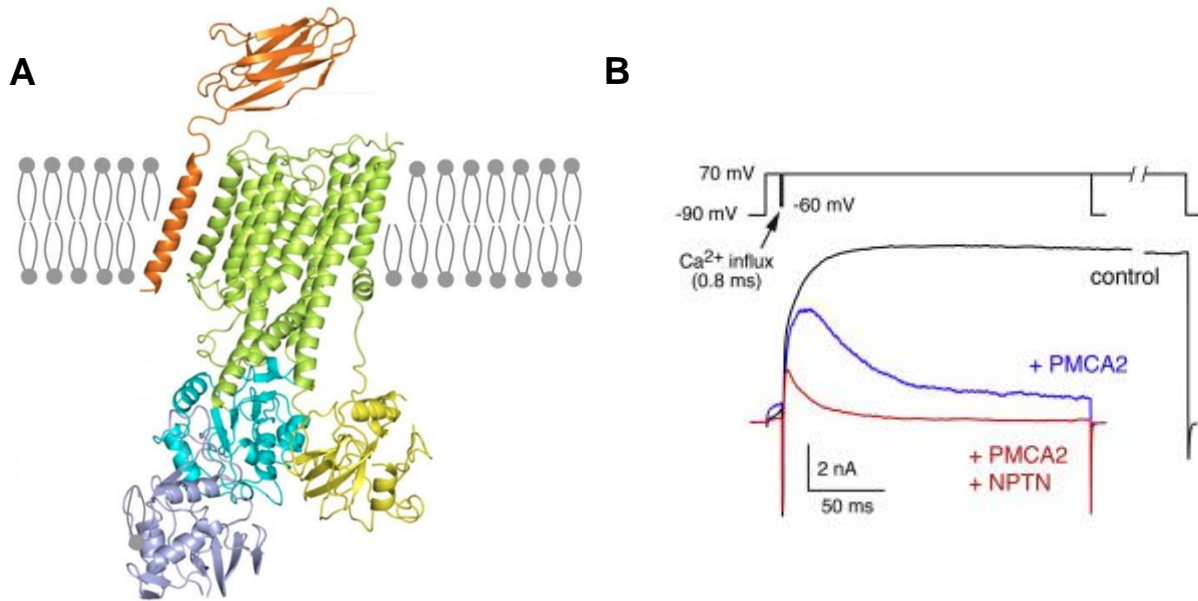 A
B
70 mV
-60 mV
-90 mV
Ca2+ influx
(0.8 ms)
control
+ PMCA2
+ PMCA2
+ NPTN
2 nA
50 ms